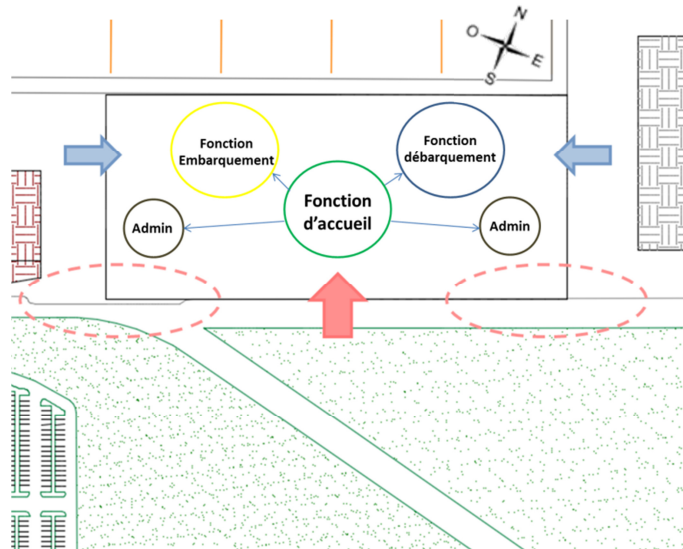 N
O
E
S
Fonction
Embarquement
Fonction
débarquement
Fonction
d'accueil
Admin
Admin